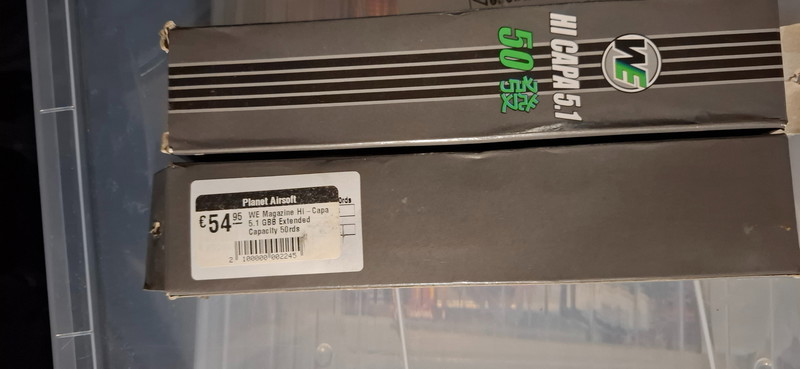 WE
HI CAPA 5.1
50 發
Planet Airsoft
€54 95
WE Magazine Hi - Capa
5.1 GBB Extended
Capacity 50rds
2 100000 002245
rds